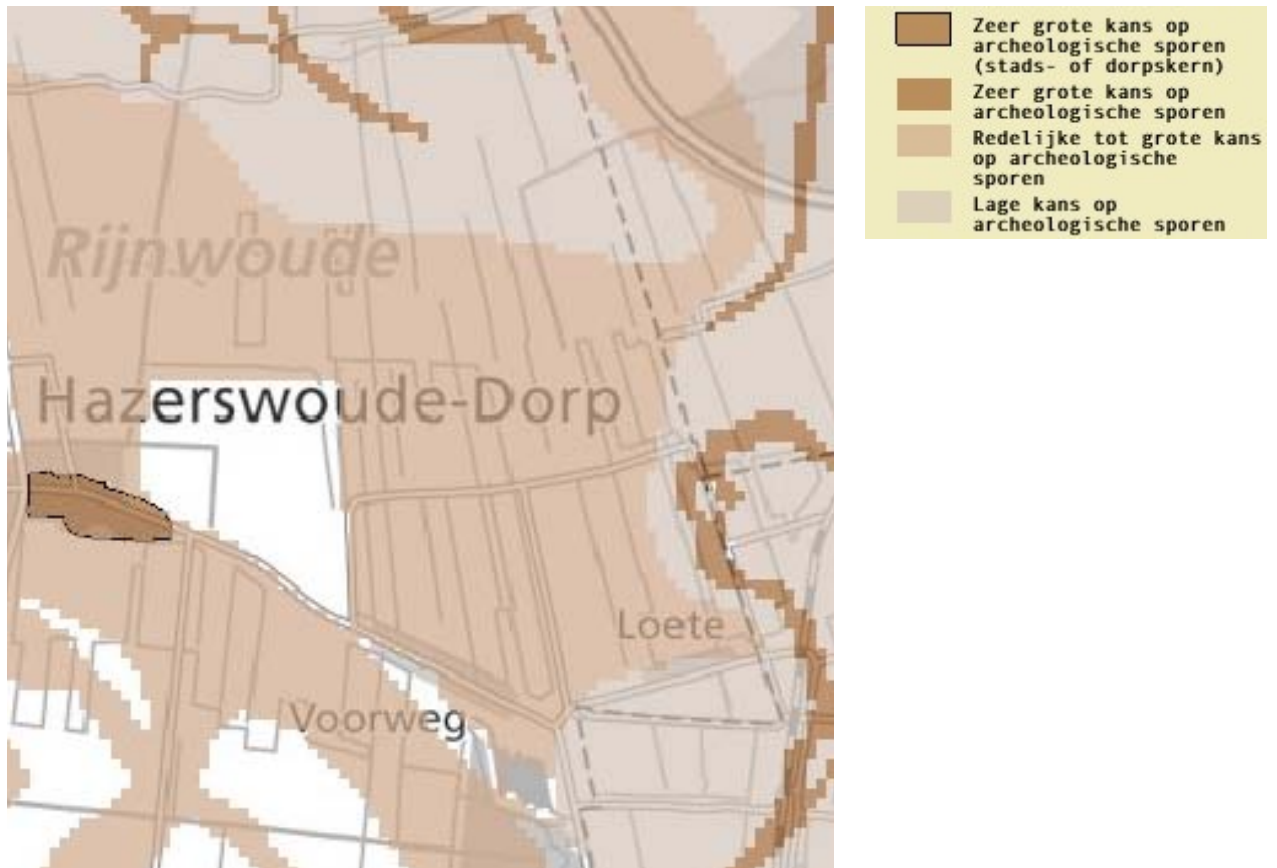 Rijnwoude
Hazerswoude-Dorp
Loete
Voorweg
Zeer grote kans op
archeologische sporen
(stads- of dorpskern)
Zeer grote kans op
archeologische sporen
Redelijke tot grote kans
op archeologische
sporen
Lage kans op
archeologische sporen